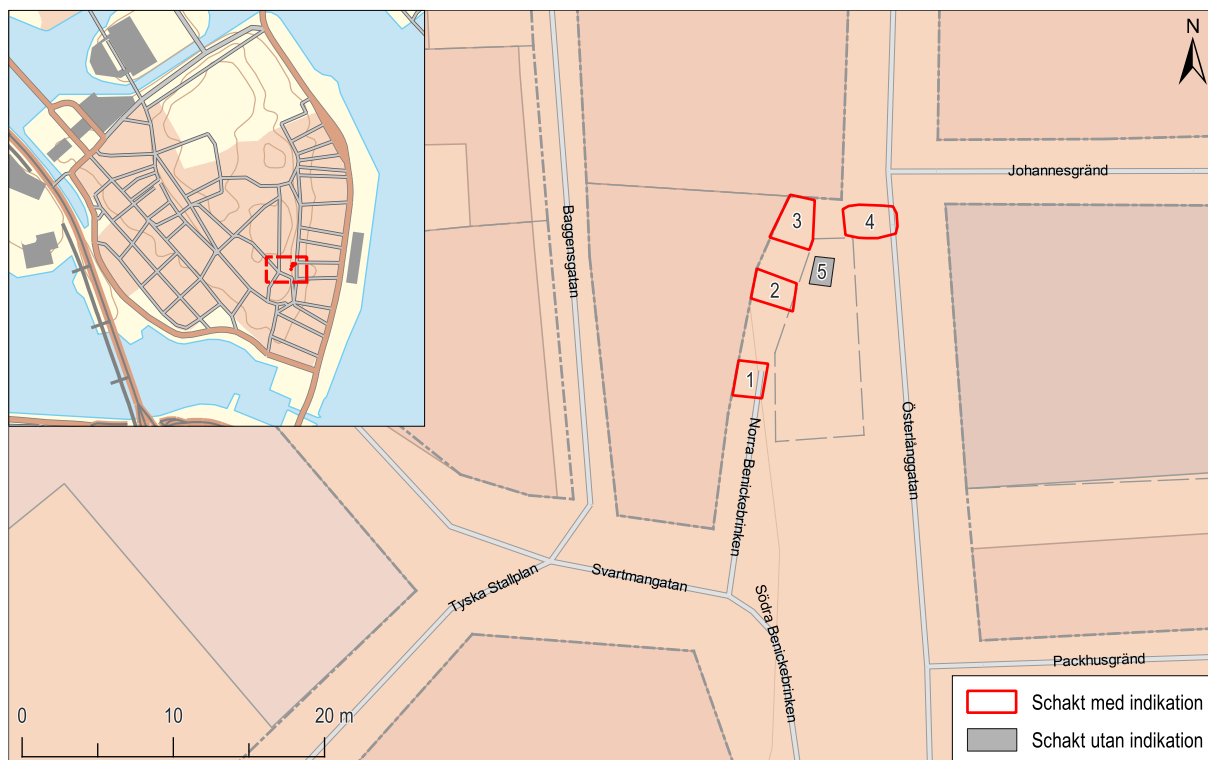 N
Johannesgränd
Baggensgatan
3
4
5
2
1
Österlånggatan
Norra Benickebrinken
Svartmangatan
Tyska Stallplan
Södra Benickebrinken
Packhusgränd
0 10 20 m
Schakt med indikation
Schakt utan indikation